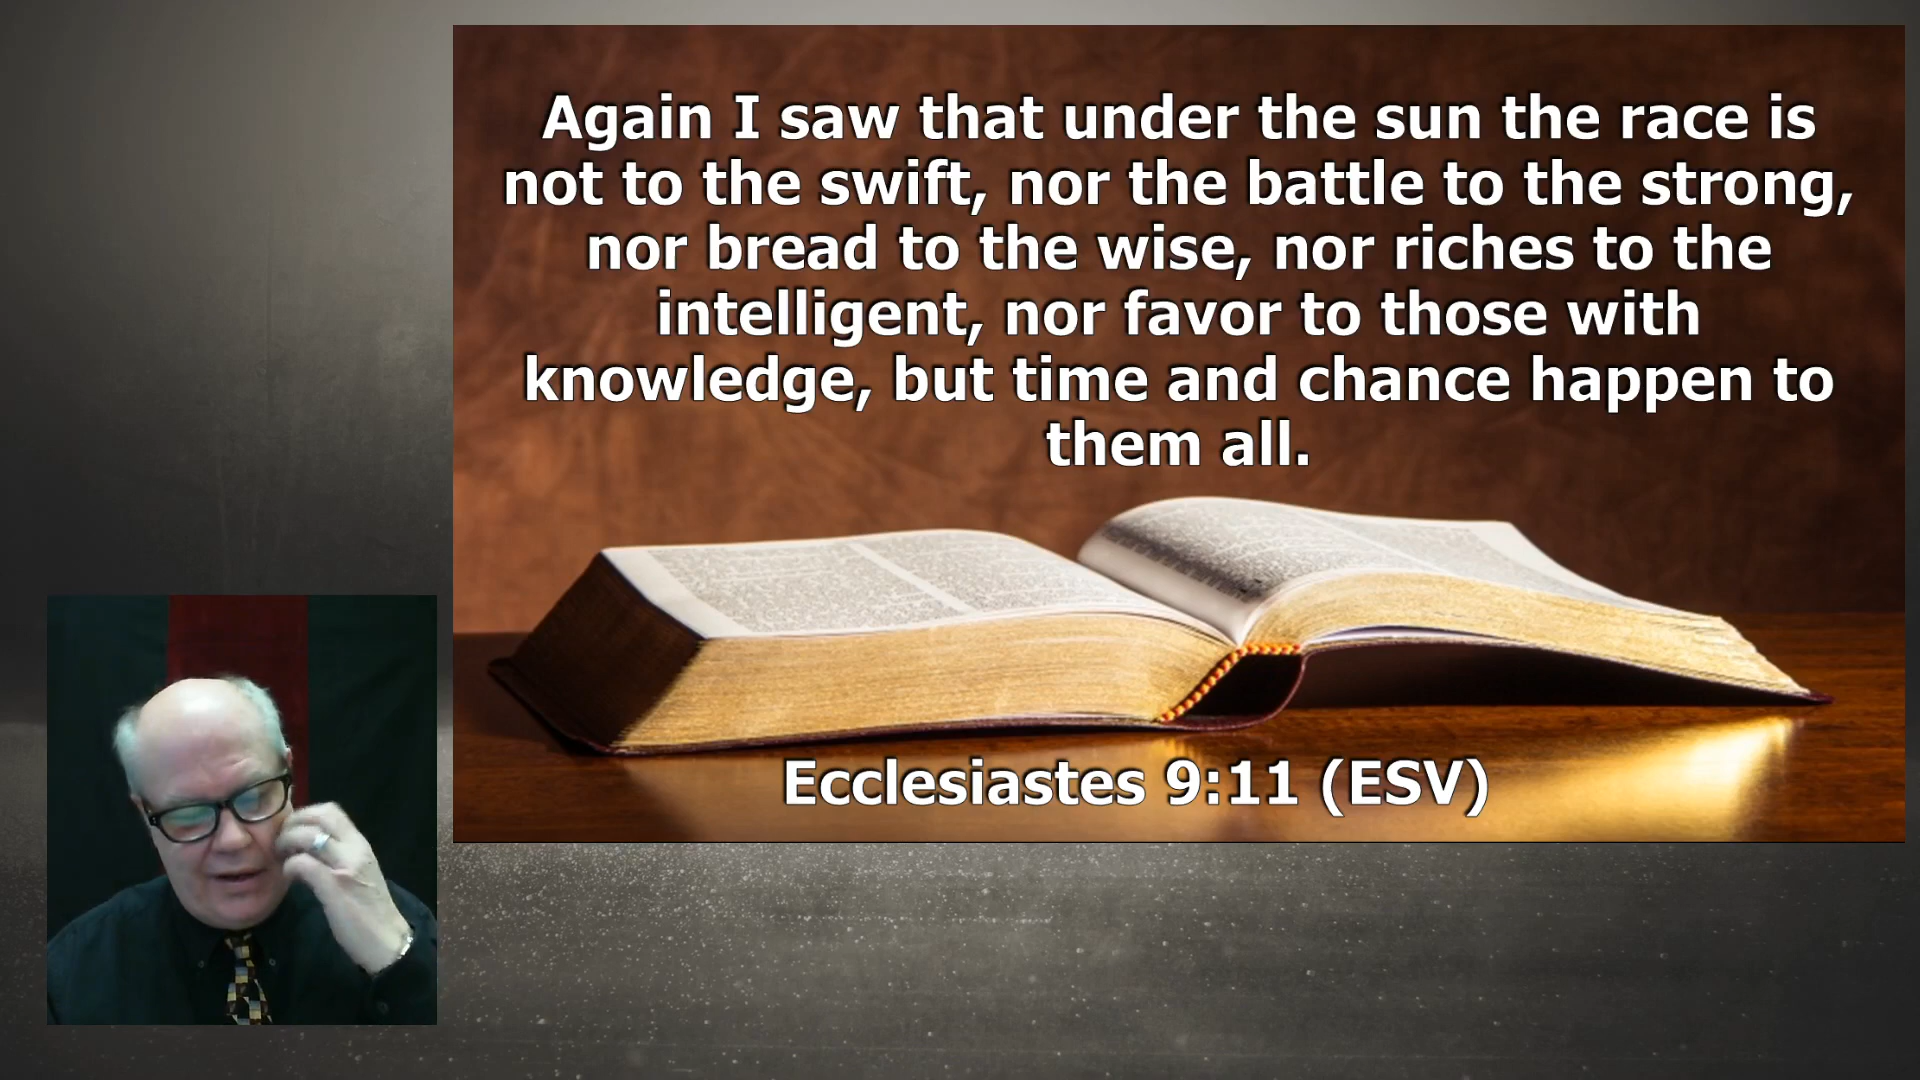 Again I saw that under the sun the race is
not to the swift, nor the battle to the strong,
nor bread to the wise, nor riches to the
intelligent, nor favor to those with
knowledge, but time and chance happen to
them all.
Ecclesiastes 9:11 (ESV)